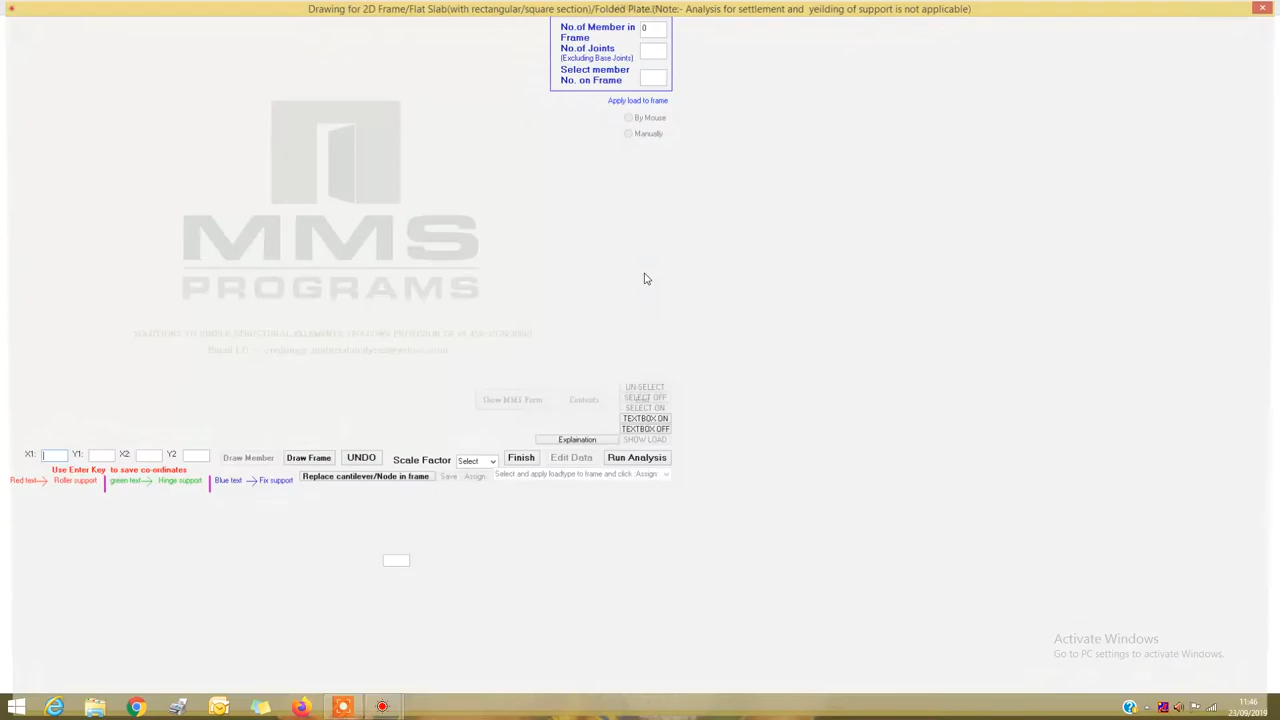 Drawing for 2D Frame/Flat Slab(with rectangular/square section)/Folded Plate.(Note:- Analysis for settlement and yeilding of support is not applicable)
No.of Member in
Frame
0
No.of Joints
(Excluding Base Joints)
Select member
No. on Frame
Apply load to frame
By Mouse
Manually
MMS
PROGRAMS
Show MMS Form
Contents
UN-SELECT
SELECT OFF
SELECT ON
TEXTBOX ON
TEXTBOX OFF
Explaination
SHOW LOAD
X1:
Y1:
X2:
Y2
Draw Member
Draw Frame
UNDO
Scale Factor
Select
Finish
Edit Data
Run Analysis
Use Enter Key to save co-ordinates
Red text
Roller support
green text
Hinge support
Blue text
Fix support
Replace cantilever/Node in frame
Save
Assign
Select and apply loadtype to frame and click :Assign:
Activate Windows
Go to PC settings to activate Windows.
11:46
23/09/2019